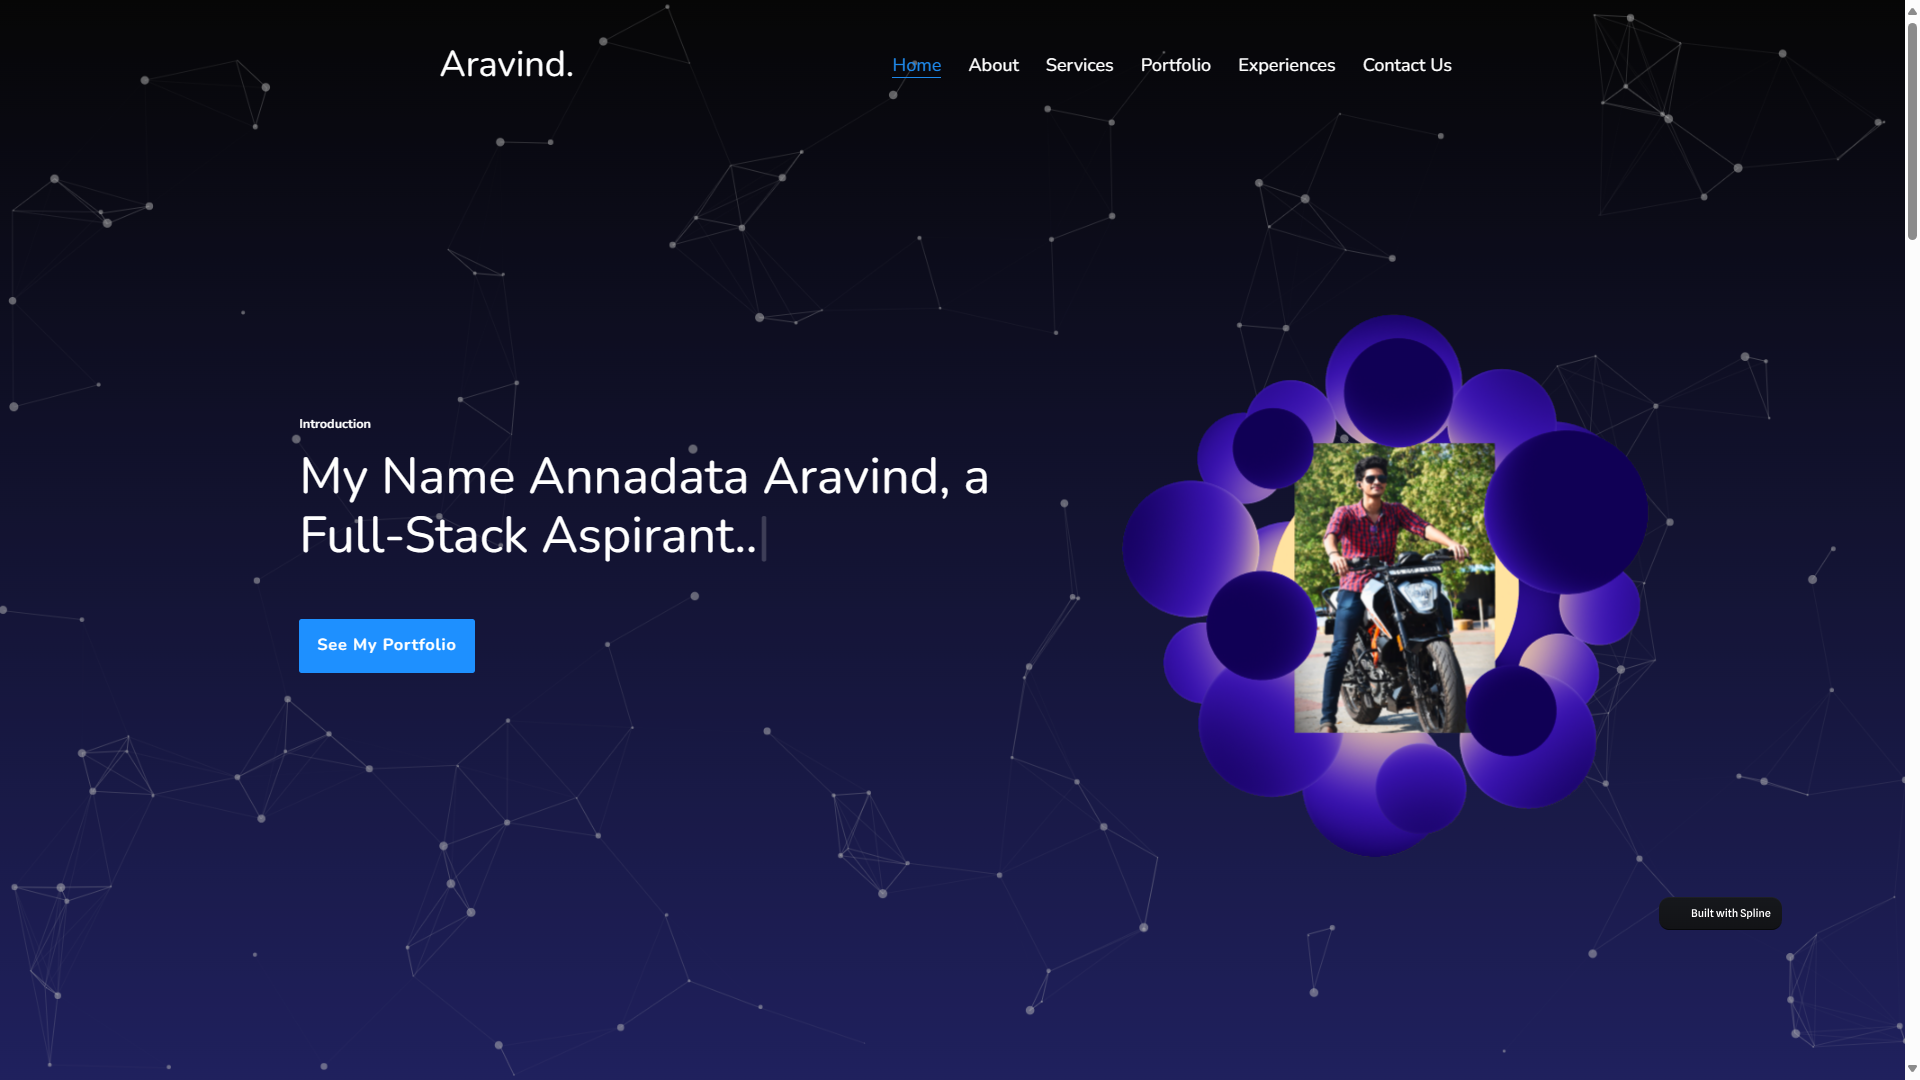 Aravind.
Home
About
Services
Portfolio
Experiences
Contact Us
Introduction
My Name Annadata Aravind, a
Full-Stack Aspirant..|
See My Portfolio
Built with Spline